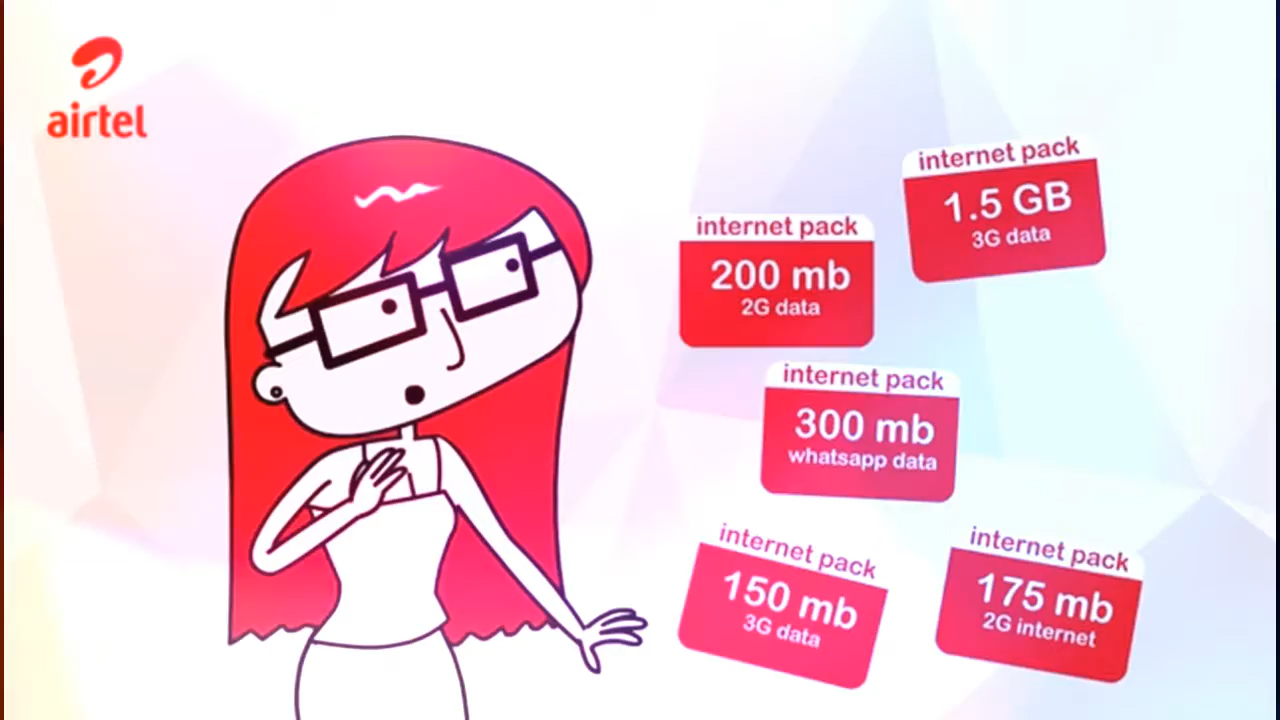 airtel
internet pack
1.5 GB
3G data
internet pack
200 mb
2G data
internet pack
300 mb
whatsapp data
internet pack
150 mb
3G data
internet pack
175 mb
2G internet